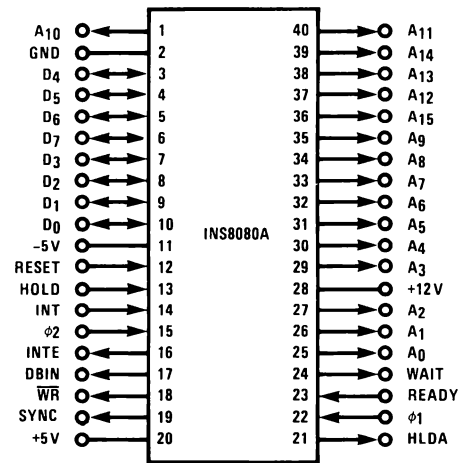 A10 1 40 A11
GND 2 39 A14
D4 3 38 A13
D5 4 37 A12
D6 5 36 A15
D7 6 35 A9
D3 7 34 A8
D2 8 33 A7
D1 9 32 A6
D0 10 31 A5
INS8080A
-5V 11 30 A4
RESET 12 29 A3
HOLD 13 28 +12V
INT 14 27 A2
ϕ2 15 26 A1
INTE 16 25 A0
DBIN 17 24 WAIT
W̅R̅ 18 23 READY
SYNC 19 22 ϕ1
+5V 20 21 HLDA